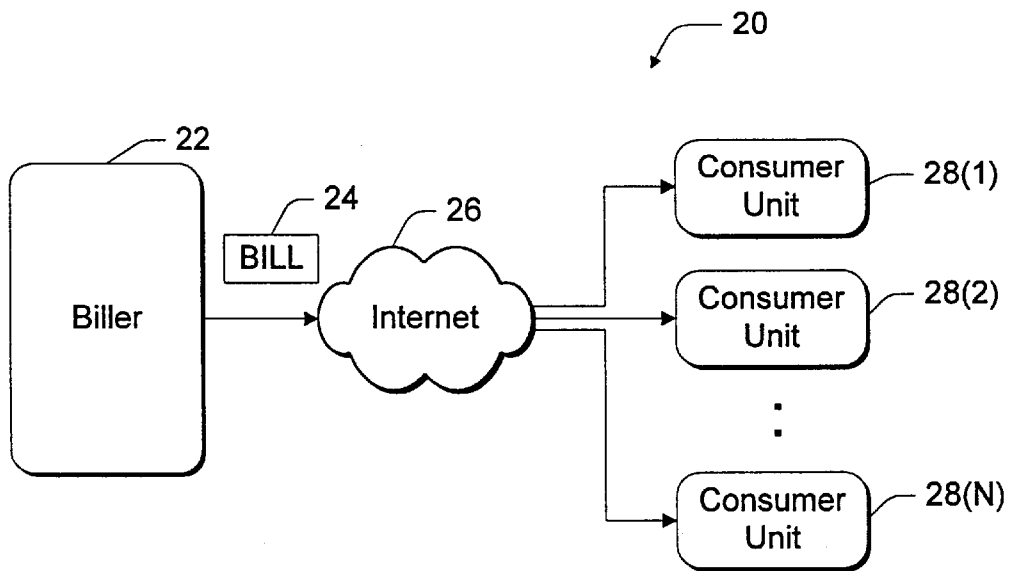 20
22
24
26
BILL
Biller
Internet
Consumer
Unit
28(1)
Consumer
Unit
28(2)
Consumer
Unit
28(N)